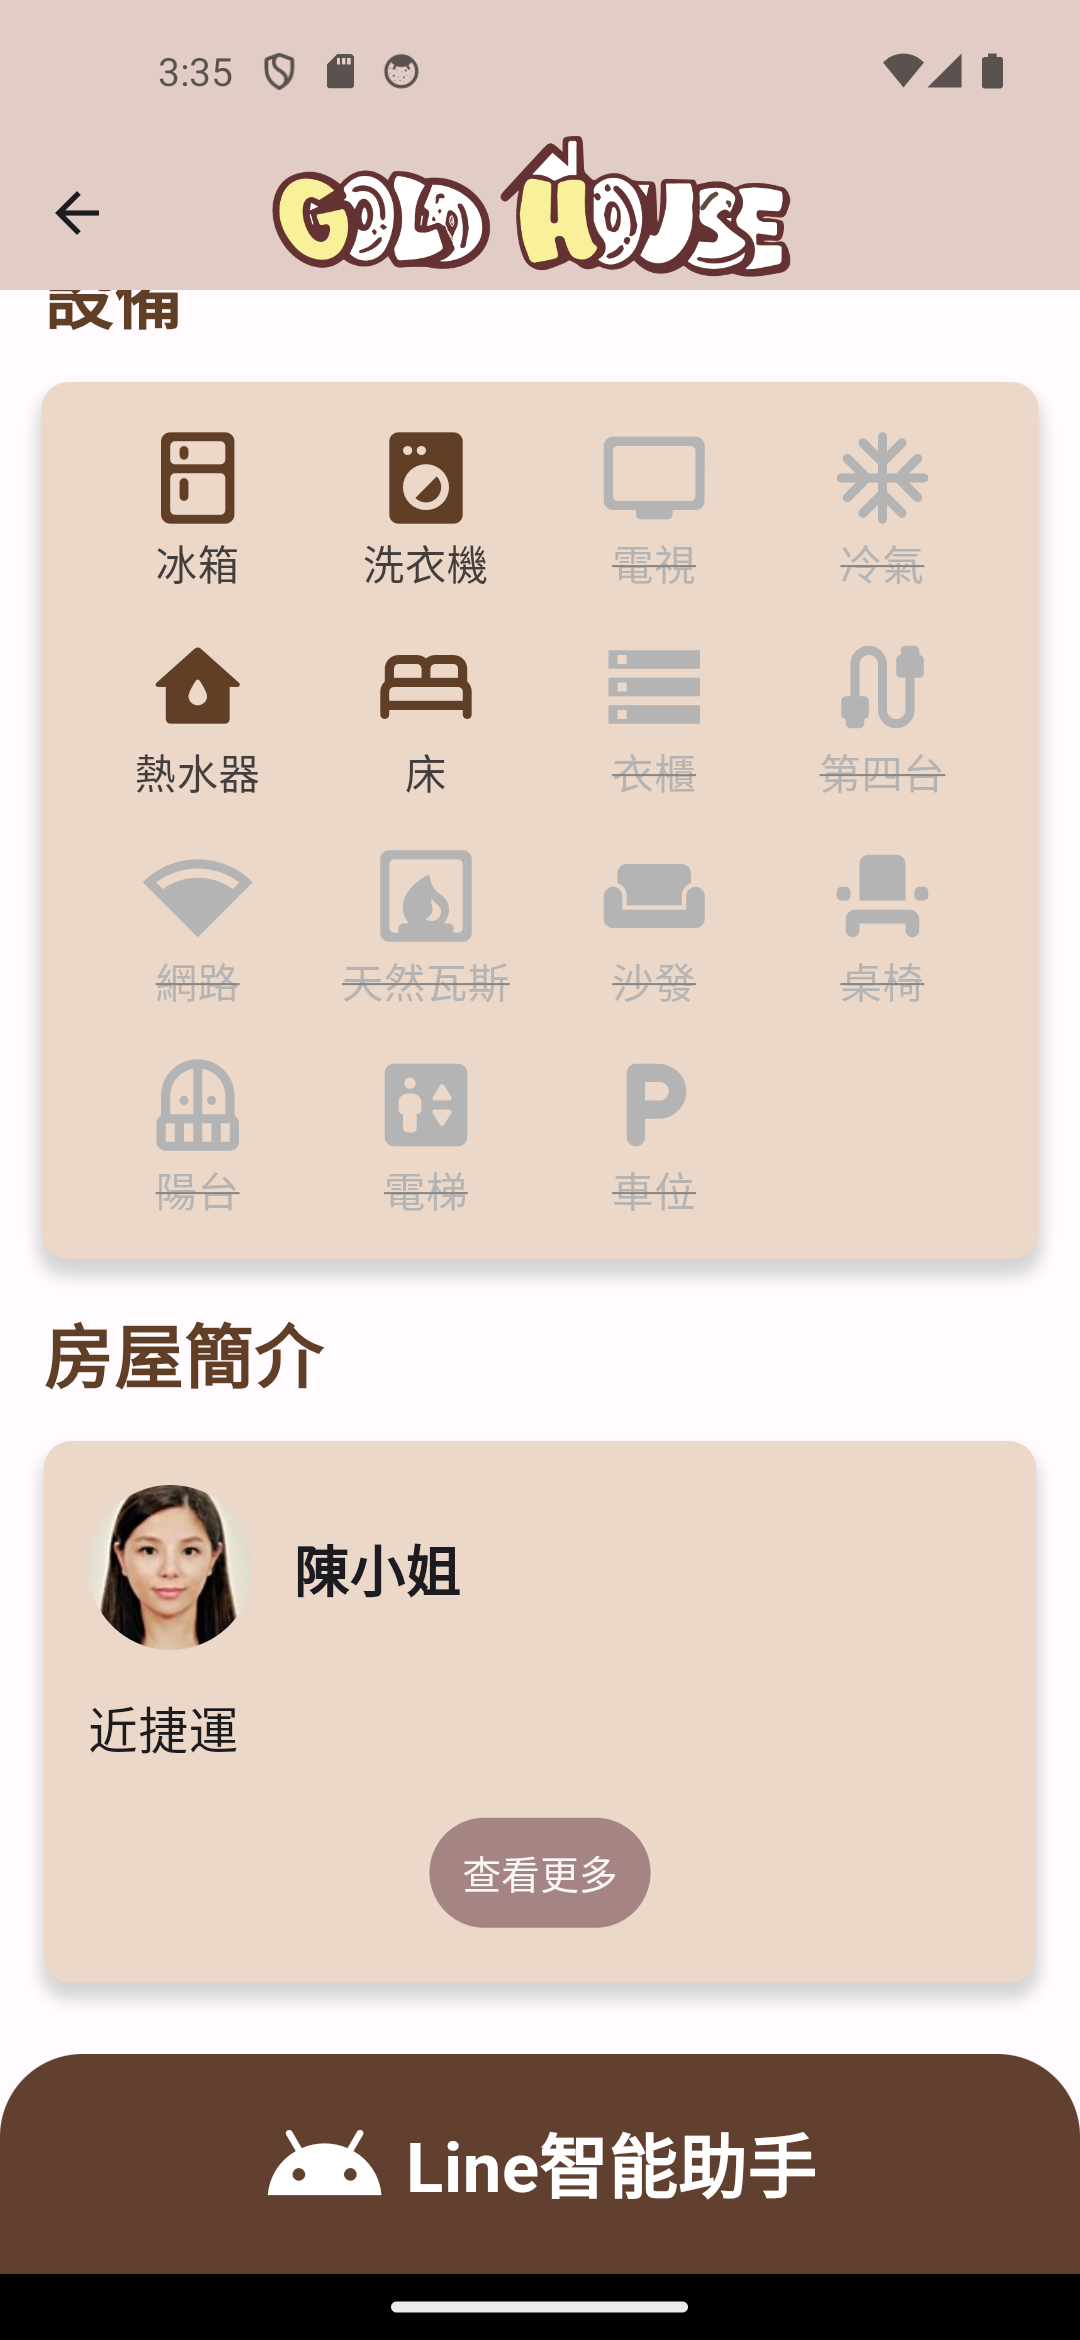 3:35
GOLD HOUSE
設備
冰箱 洗衣機 電視 冷氣
熱水器 床 衣櫃 第四台
網路 天然瓦斯 沙發 桌椅
陽台 電梯 車位
房屋簡介
陳小姐
近捷運
查看更多
Line智能助手